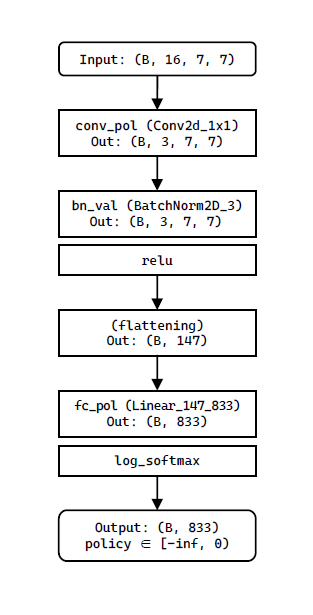 Input: (B, 16, 7, 7)
conv_pol (Conv2d_1x1)
Out: (B, 3, 7, 7)
bn_val (BatchNorm2D_3)
Out: (B, 3, 7, 7)
relu
(flattening)
Out: (B, 147)
fc_pol (Linear_147_833)
Out: (B, 833)
log_softmax
Output: (B, 833)
policy ∈ [-inf, 0)